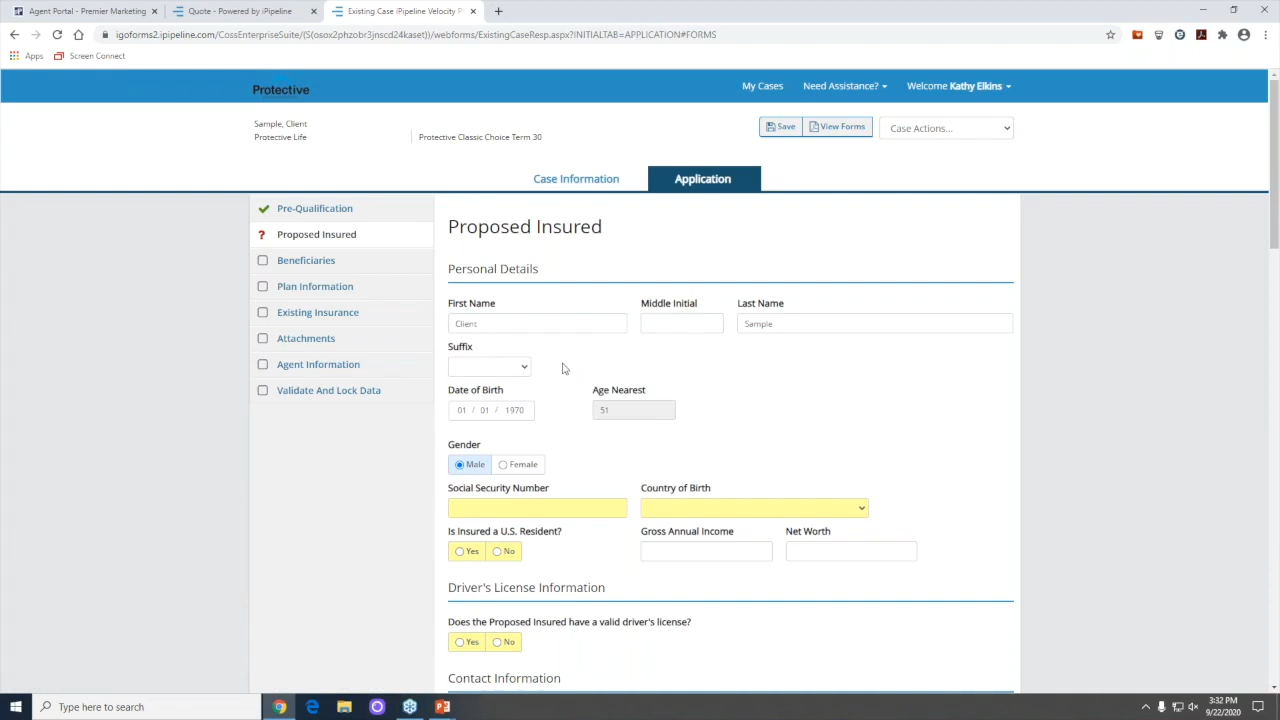 Agent Portal - Premier Marketing
Quote - Powered by iPipeline
Existing Case iPipeline Velocity P
igoforms2.ipipeline.com/CossEnterpriseSuite/(S(osox2phzobr3jnscd24kaset))/webforms/ExistingCaseResp.aspx?INITIALTAB=APPLICATION#FORMS
Apps Screen Connect
Protective
My Cases Need Assistance? Welcome Kathy Elkins
Sample, Client
Protective Life
Protective Classic Choice Term 30
Save View Forms Case Actions...
Case Information Application
Pre-Qualification
? Proposed Insured
Beneficiaries
Plan Information
Existing Insurance
Attachments
Agent Information
Validate And Lock Data
Proposed Insured
Personal Details
First Name Middle Initial Last Name
Client Sample
Suffix
Date of Birth Age Nearest
01 / 01 / 1970 51
Gender
Male Female
Social Security Number Country of Birth
Is Insured a U.S. Resident? Gross Annual Income Net Worth
Yes No
Driver's License Information
Does the Proposed Insured have a valid driver's license?
Yes No
Contact Information
Type here to search
3:32 PM
9/22/2020